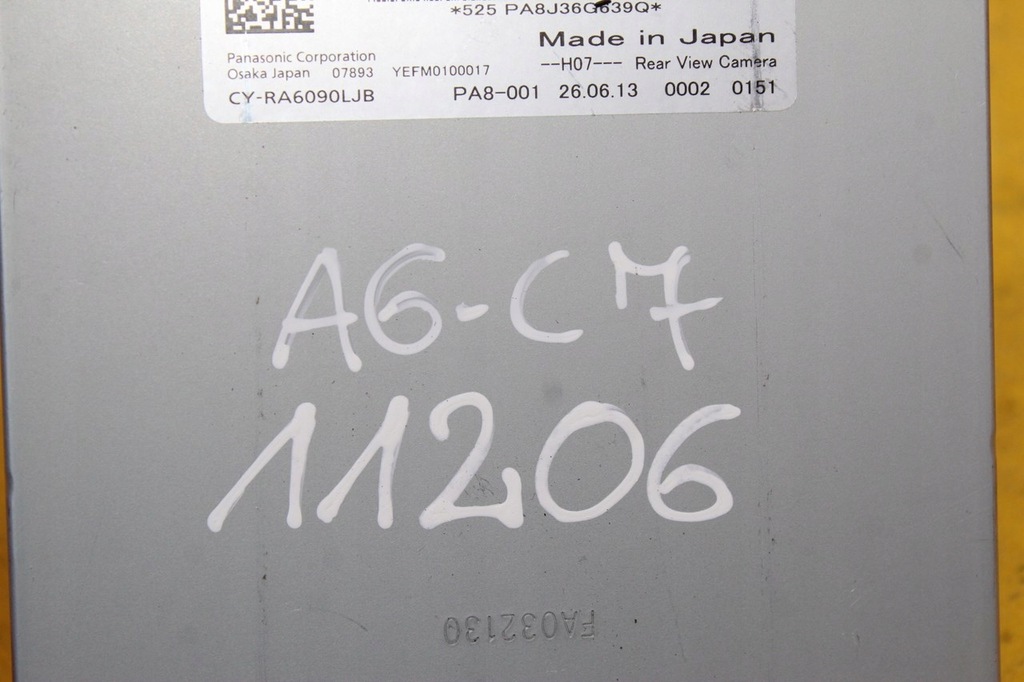 *525 PA8J36G639Q*
Made in Japan
Panasonic Corporation
Osaka Japan 07893 YEFM0100017
--H07--- Rear View Camera
CY-RA6090LJB PA8-001 26.06.13 0002 0151
A6-C7
11206
FA032130